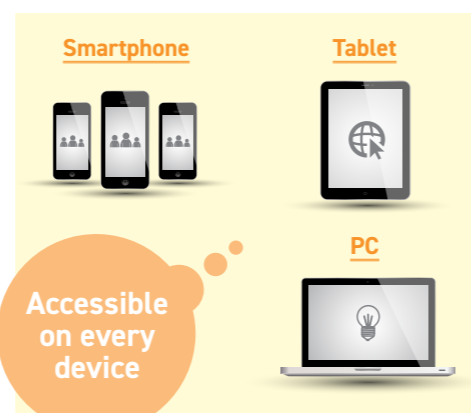 Smartphone
Tablet
PC
Accessible
on every
device